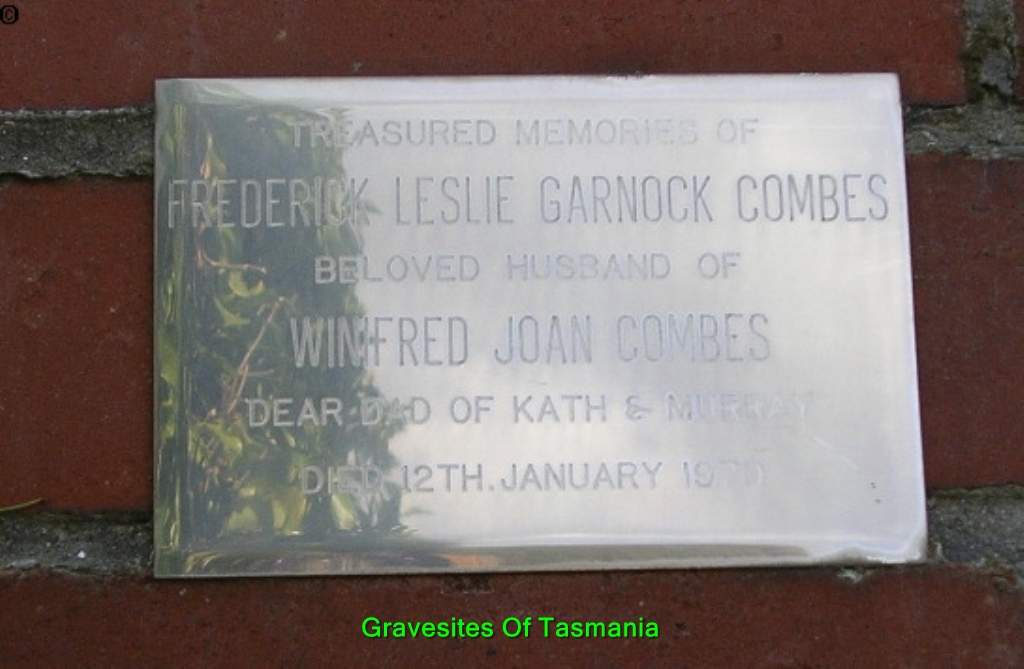 ©
TREASURED MEMORIES OF
FREDERICK LESLIE GARNOCK COMBES
BELOVED HUSBAND OF
WINIFRED JOAN COMBES
DEAR DAD OF KATH & MURRAY
DIED 12TH. JANUARY
Gravesites Of Tasmania